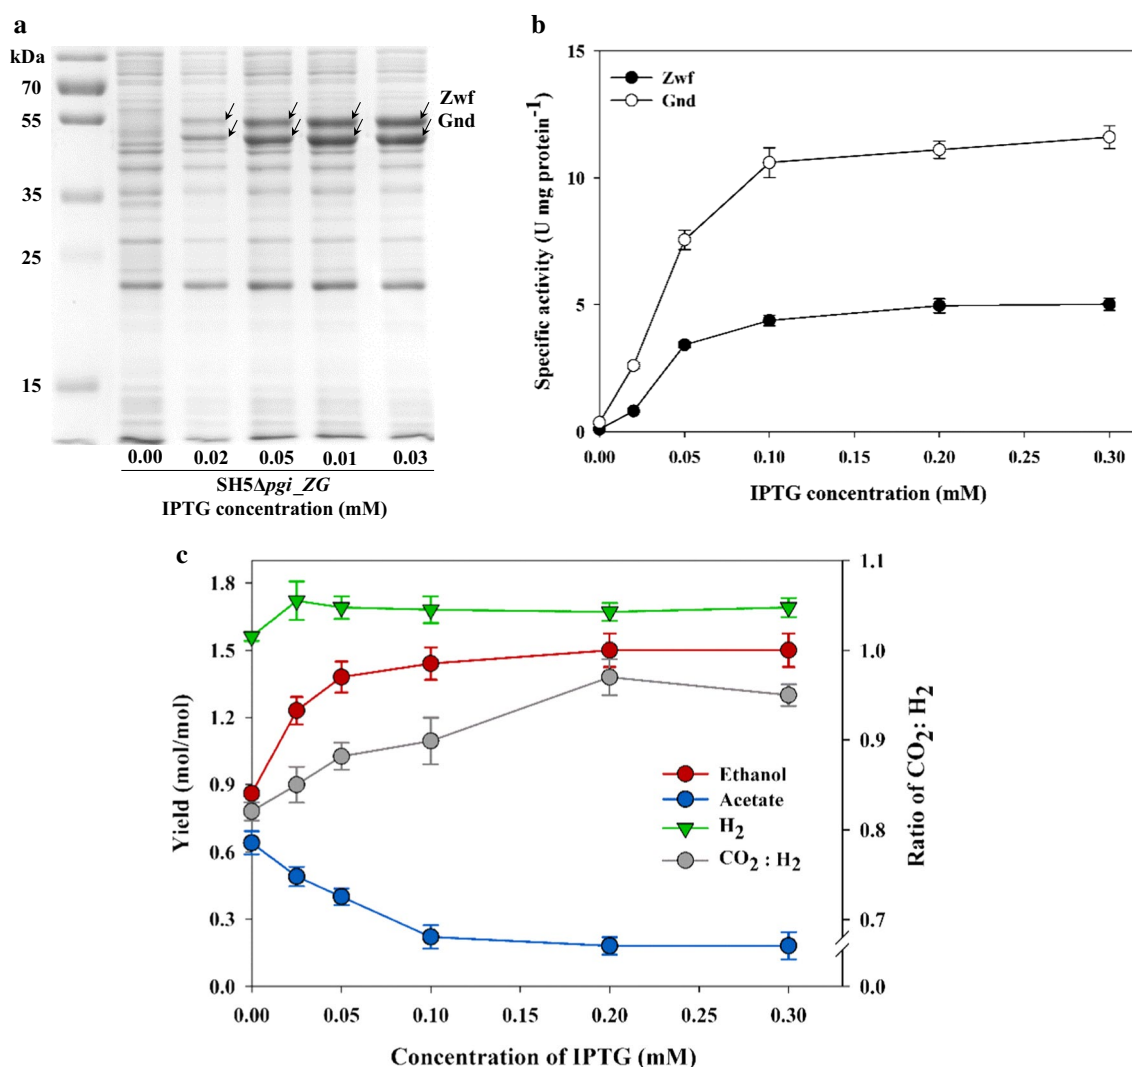 a
kDa
70
55
35
25
15
Zwf
Gnd
0.00 0.02 0.05 0.01 0.03
SH5Δpgi_ZG
IPTG concentration (mM)
b
15
10
5
0
Specific activity (U mg protein⁻¹)
Zwf
Gnd
0.00 0.05 0.10 0.15 0.20 0.25 0.30
IPTG concentration (mM)
c
1.8
1.5
1.2
0.9
0.6
0.3
0.0
Yield (mol/mol)
Ethanol
Acetate
H₂
CO₂ : H₂
1.1
1.0
0.9
0.8
0.7
0.0
Ratio of CO₂: H₂
0.00 0.05 0.10 0.15 0.20 0.25 0.30
Concentration of IPTG (mM)